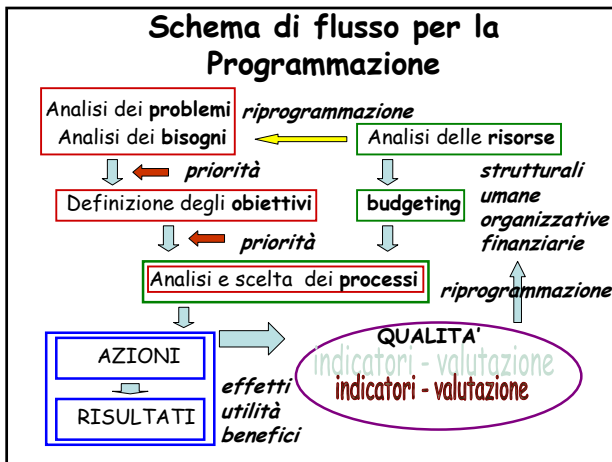 Schema di flusso per la
Programmazione
Analisi dei problemi
Analisi dei bisogni
riprogrammazione
Analisi delle risorse
priorità
strutturali
umane
organizzative
finanziarie
Definizione degli obiettivi
budgeting
priorità
Analisi e scelta dei processi
riprogrammazione
AZIONI
RISULTATI
effetti
utilità
benefici
QUALITA’
indicatori - valutazione
indicatori - valutazione